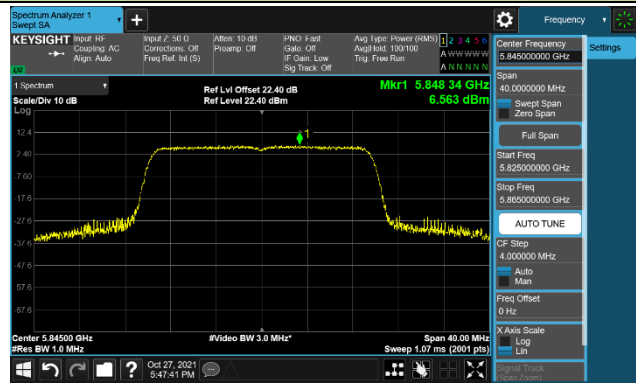 Spectrum Analyzer 1
Swept SA
Frequency
KEYSIGHT
Input: RF
Coupling: AC
Align: Auto
Input Z: 50 Ω
Corrections: Off
Freq Ref: Int (S)
Atten: 10 dB
Preamp: Off
PNO: Fast
Gate: Off
IF Gain: Low
Sig Track: Off
Avg Type: Power (RMS)
Avg|Hold: 100/100
Trig: Free Run
1 2 3 4 5 6
A W W W W W
A N N N N N
Center Frequency
5.845000000 GHz
Settings
Span
40.0000000 MHz
Swept Span
Zero Span
Full Span
Start Freq
5.825000000 GHz
Stop Freq
5.865000000 GHz
AUTO TUNE
CF Step
4.000000 MHz
Auto
Man
Freq Offset
0 Hz
X Axis Scale
Log
Lin
Signal Track
(Span Zoom)
1 Spectrum
Scale/Div 10 dB
Log
Ref Lvl Offset 22.40 dB
Ref Level 22.40 dBm
Mkr1 5.848 34 GHz
6.563 dBm
1
12.4
2.40
-7.60
-17.6
-27.6
-37.6
-47.6
-57.6
-67.6
Center 5.84500 GHz
#Res BW 1.0 MHz
#Video BW 3.0 MHz*
Span 40.00 MHz
Sweep 1.07 ms (2001 pts)
Oct 27, 2021
5:47:41 PM